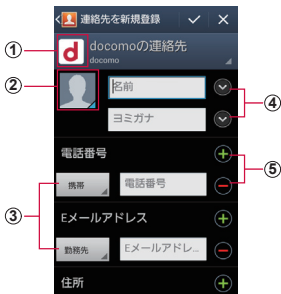 連絡先を新規登録
① d docomoの連絡先
docomo
② 名前
ヨミガナ
④
電話番号
⑤
携帯 電話番号
③
Eメールアドレス
勤務先 Eメールアドレ...
住所